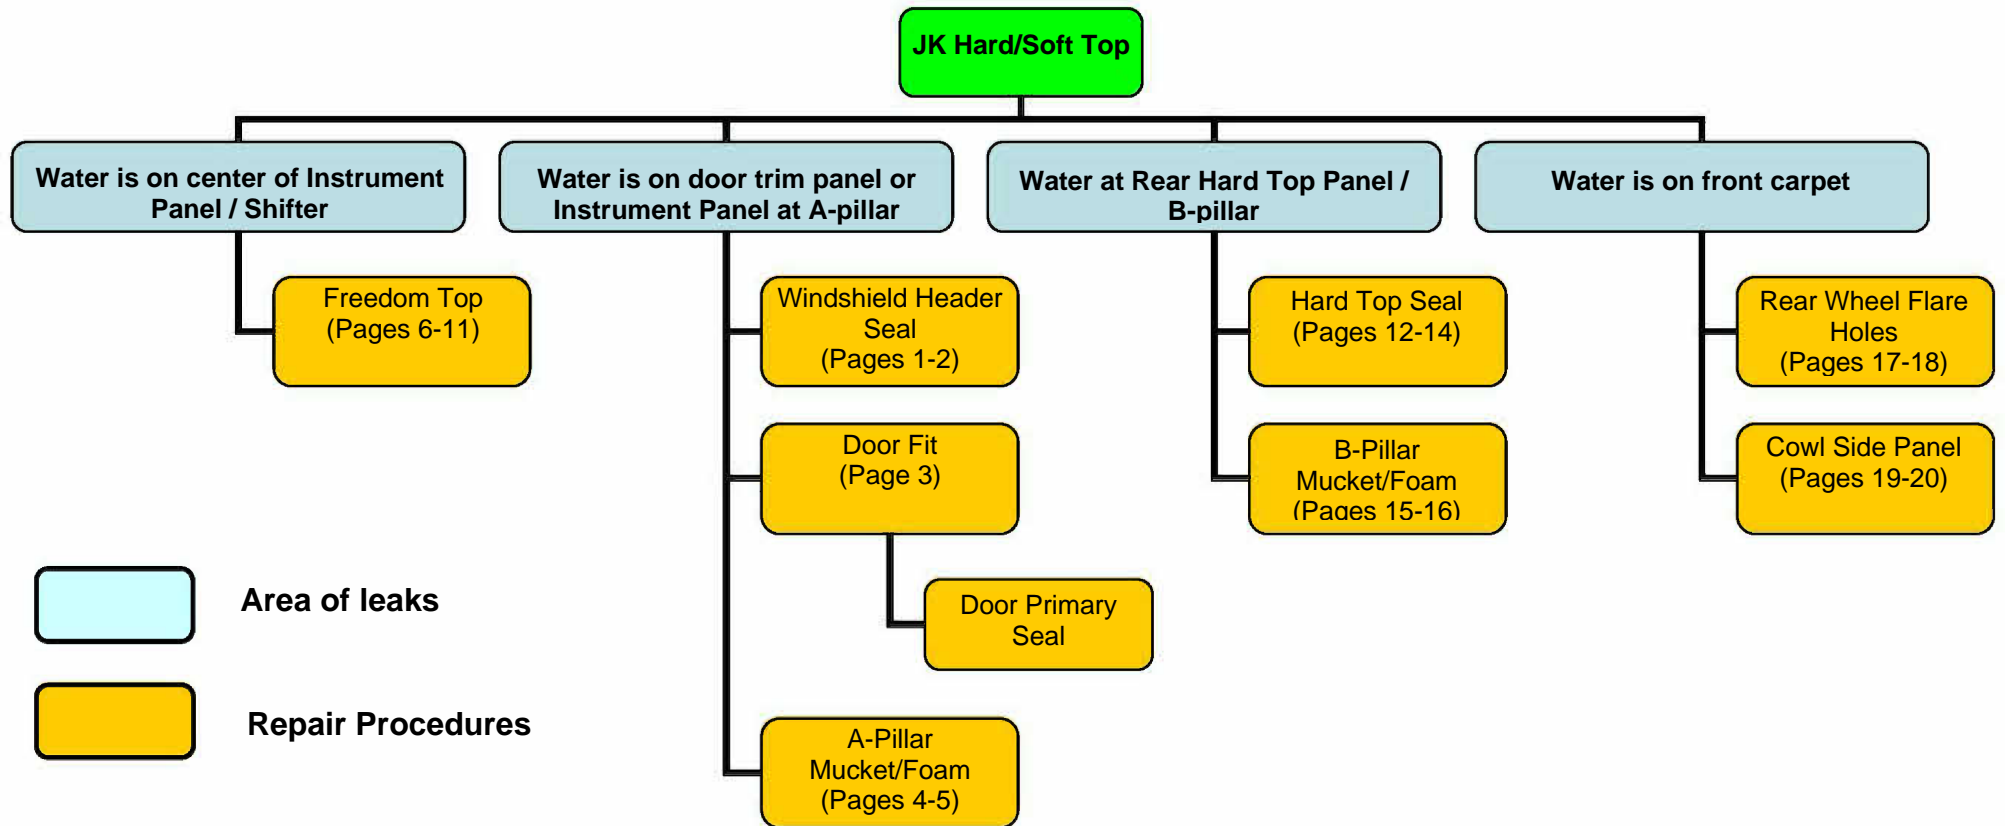 JK Hard/Soft Top
Water is on center of Instrument
Panel / Shifter
Water is on door trim panel or
Instrument Panel at A-pillar
Water at Rear Hard Top Panel /
B-pillar
Water is on front carpet
Freedom Top
(Pages 6-11)
Windshield Header
Seal
(Pages 1-2)
Hard Top Seal
(Pages 12-14)
Rear Wheel Flare
Holes
(Pages 17-18)
Door Fit
(Page 3)
B-Pillar
Mucket/Foam
(Pages 15-16)
Cowl Side Panel
(Pages 19-20)
Door Primary
Seal
A-Pillar
Mucket/Foam
(Pages 4-5)
Area of leaks
Repair Procedures